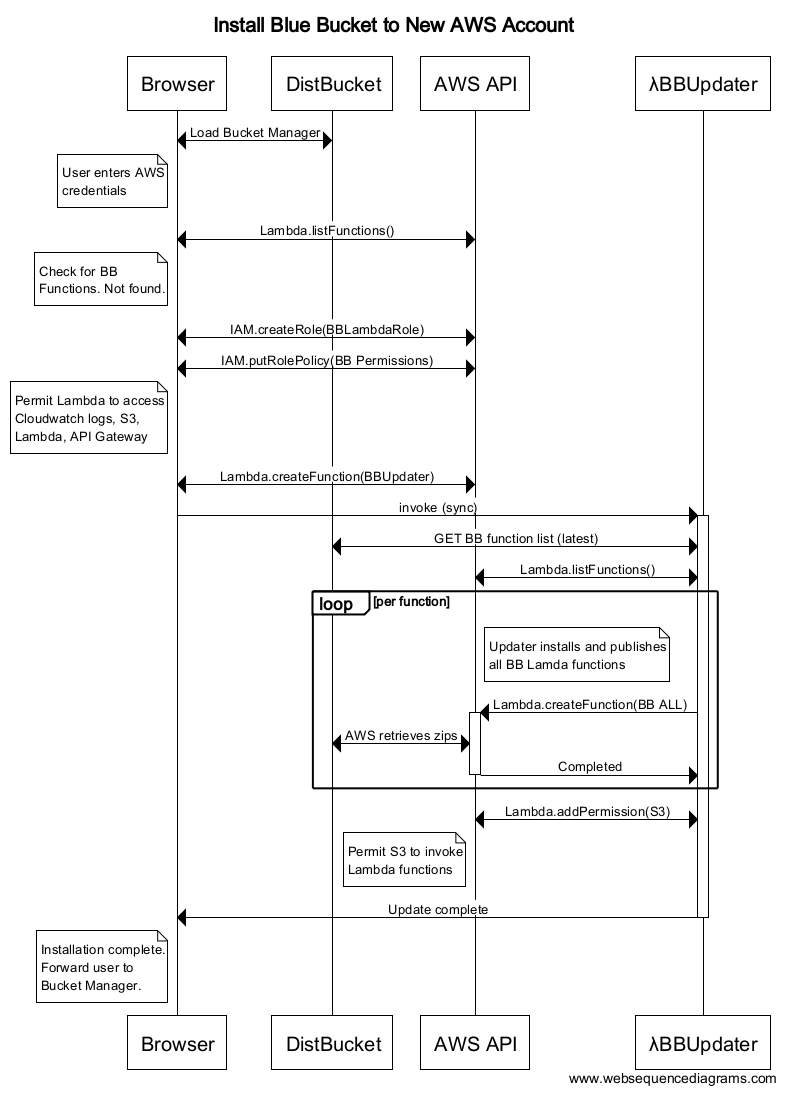 Install Blue Bucket to New AWS Account
Browser
DistBucket
AWS API
λBBUpdater
Load Bucket Manager
User enters AWS
credentials
Lambda.listFunctions()
Check for BB
Functions. Not found.
IAM.createRole(BBLambdaRole)
IAM.putRolePolicy(BB Permissions)
Permit Lambda to access
Cloudwatch logs, S3,
Lambda, API Gateway
Lambda.createFunction(BBUpdater)
invoke (sync)
GET BB function list (latest)
Lambda.listFunctions()
loop
[per function]
Updater installs and publishes
all BB Lamda functions
Lambda.createFunction(BB ALL)
AWS retrieves zips
Completed
Lambda.addPermission(S3)
Permit S3 to invoke
Lambda functions
Update complete
Installation complete.
Forward user to
Bucket Manager.
Browser
DistBucket
AWS API
λBBUpdater
www.websequencediagrams.com